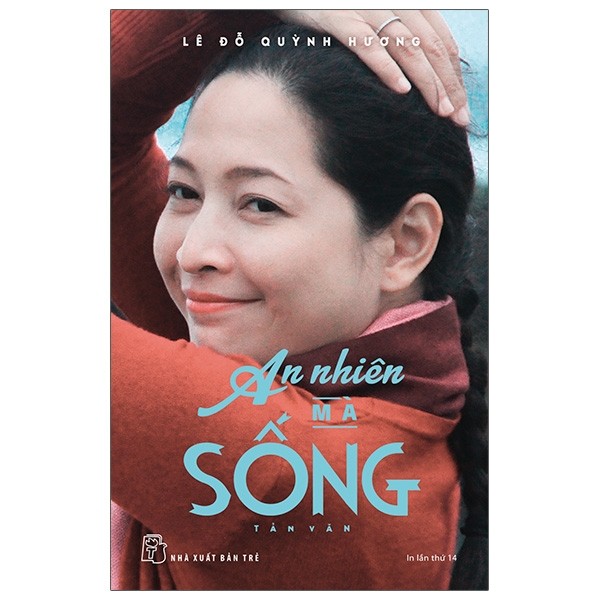 LÊ ĐỖ QUỲNH HƯƠNG
An nhiên
MÀ
SỐNG
TẢN VĂN
NHÀ XUẤT BẢN TRẺ
In lần thứ 14